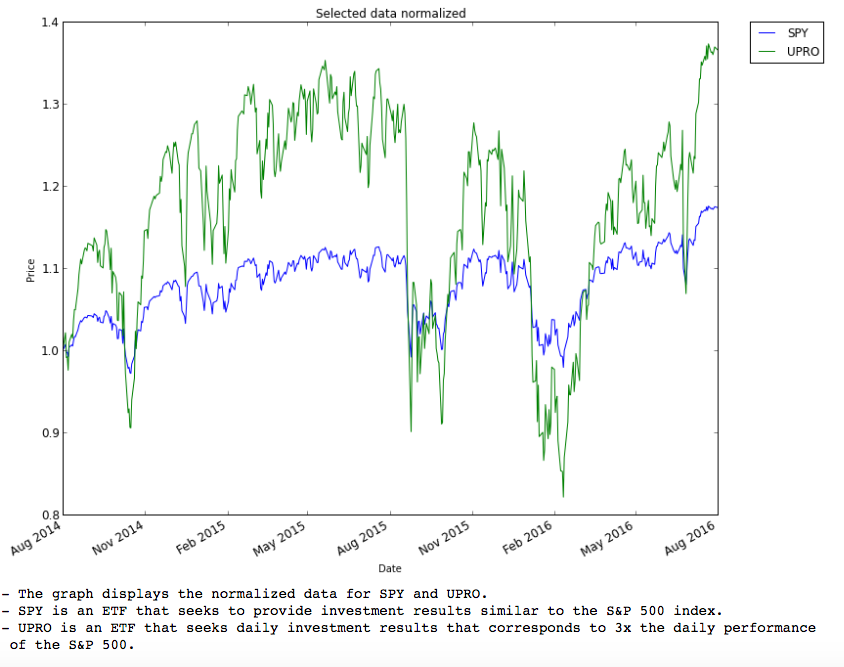 Selected data normalized
SPY
UPRO
1.4
1.3
1.2
1.1
1.0
0.9
0.8
Price
Aug 2014
Nov 2014
Feb 2015
May 2015
Aug 2015
Nov 2015
Feb 2016
May 2016
Aug 2016
Date
- The graph displays the normalized data for SPY and UPRO.
- SPY is an ETF that seeks to provide investment results similar to the S&P 500 index.
- UPRO is an ETF that seeks daily investment results that corresponds to 3x the daily performance
of the S&P 500.